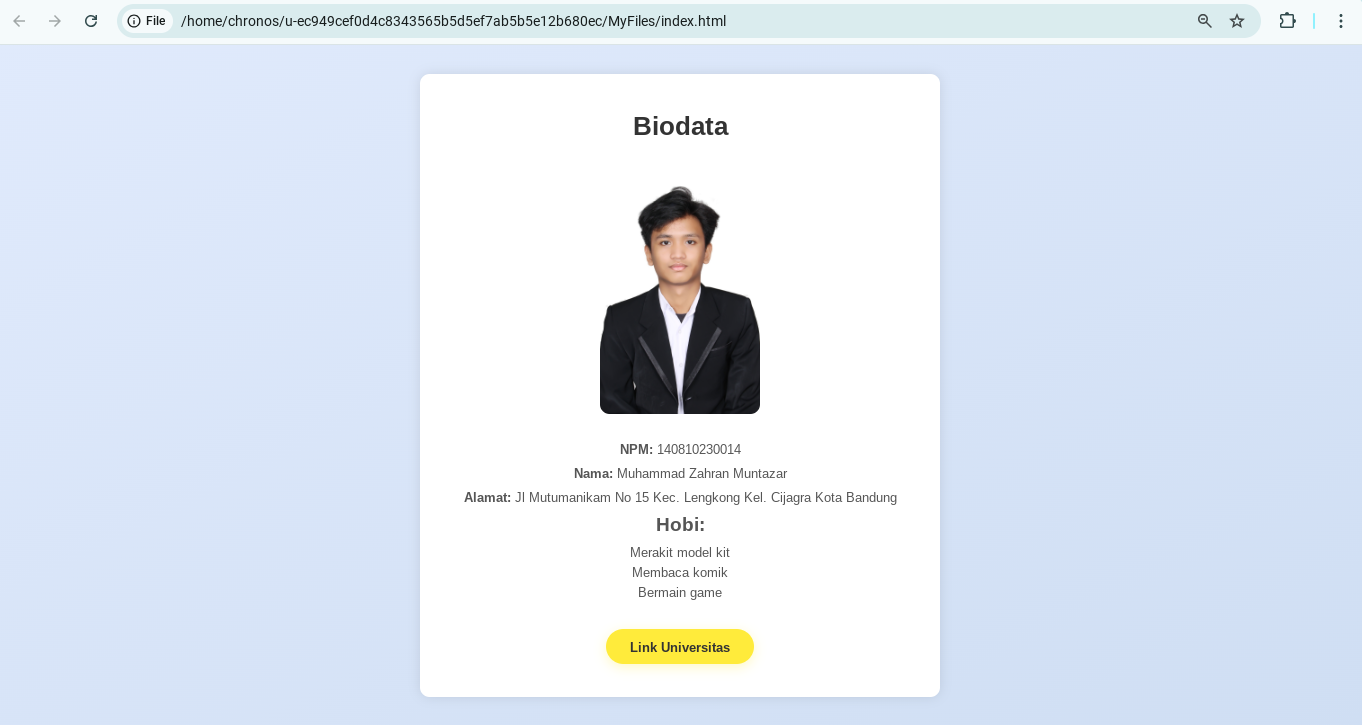 File
/home/chronos/u-ec949cef0d4c8343565b5d5ef7ab5b5e12b680ec/MyFiles/index.html
Biodata
NPM: 140810230014
Nama: Muhammad Zahran Muntazar
Alamat: Jl Mutumanikam No 15 Kec. Lengkong Kel. Cijagra Kota Bandung
Hobi:
Merakit model kit
Membaca komik
Bermain game
Link Universitas